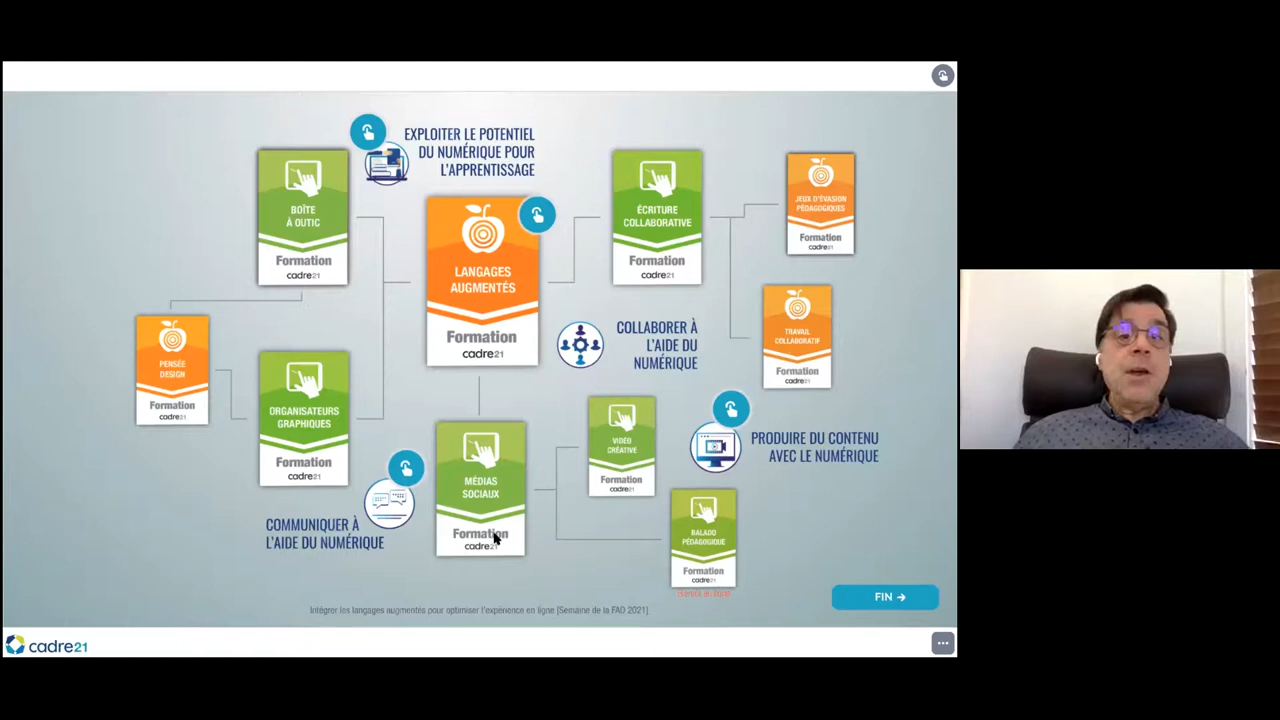 EXPLOITER LE POTENTIEL
DU NUMÉRIQUE POUR
L'APPRENTISSAGE
BOÎTE
À OUTIC
Formation
cadre21
LANGAGES
AUGMENTÉS
Formation
cadre21
ÉCRITURE
COLLABORATIVE
Formation
cadre21
JEUX D'ÉVASION
PÉDAGOGIQUES
Formation
cadre21
PENSÉE
DESIGN
Formation
cadre21
COLLABORER À
L'AIDE DU
NUMÉRIQUE
TRAVAIL
COLLABORATIF
Formation
cadre21
ORGANISATEURS
GRAPHIQUES
Formation
cadre21
MÉDIAS
SOCIAUX
Formation
cadre21
VIDÉO
CRÉATIVE
Formation
cadre21
PRODUIRE DU CONTENU
AVEC LE NUMÉRIQUE
COMMUNIQUER À
L'AIDE DU NUMÉRIQUE
BALADO
PÉDAGOGIQUE
Formation
cadre21
FIN
Intégrer les langages augmentés pour optimiser l'expérience en ligne (Semaine de la FAD 2021)
cadre21